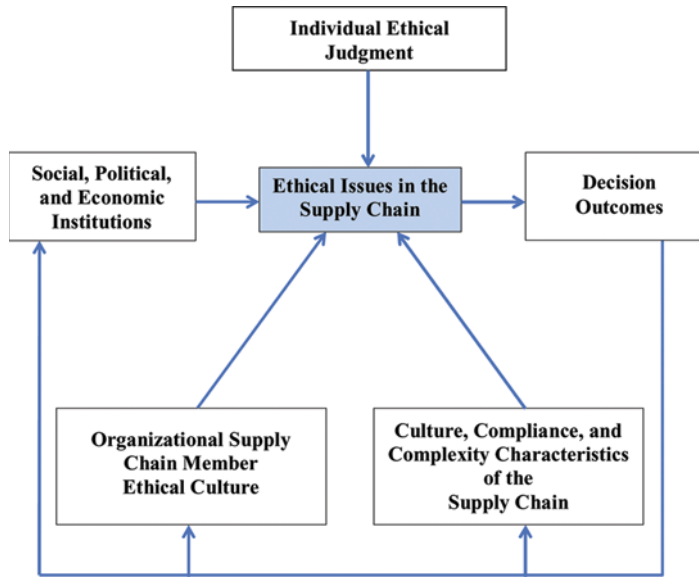 Individual Ethical
Judgment
Social, Political,
and Economic
Institutions
Ethical Issues in the
Supply Chain
Decision
Outcomes
Organizational Supply
Chain Member
Ethical Culture
Culture, Compliance, and
Complexity Characteristics
of the
Supply Chain